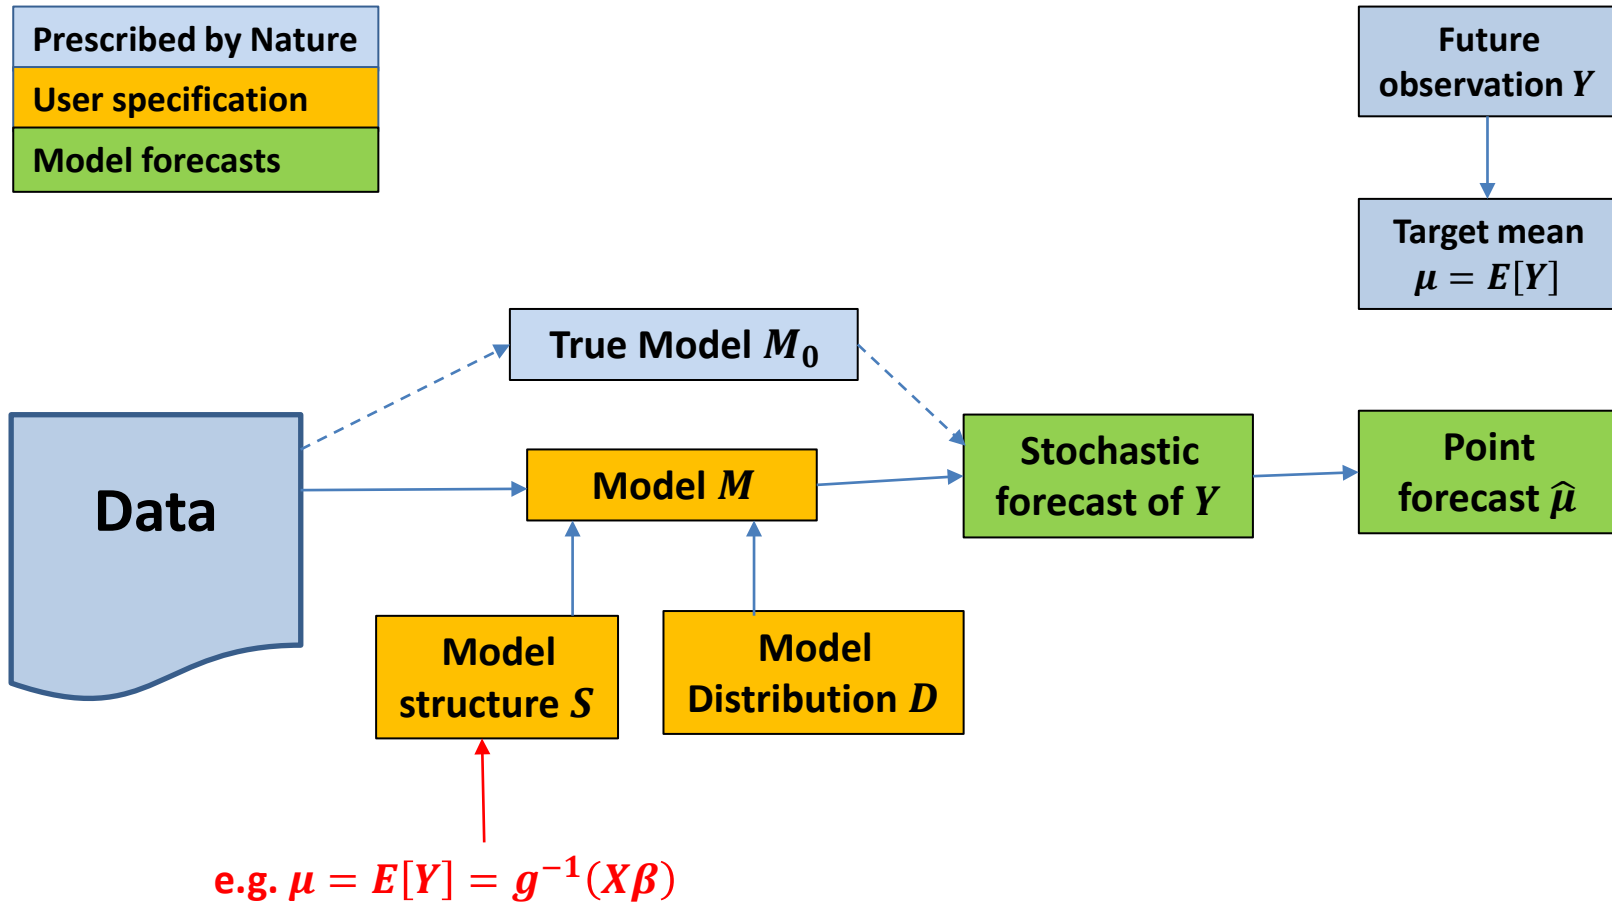 Prescribed by Nature
User specification
Model forecasts
Future
observation Y
Target mean
μ = E[Y]
True Model M₀
Data
Model M
Stochastic
forecast of Y
Point
forecast μ̂
Model
structure S
Model
Distribution D
e.g. μ = E[Y] = g⁻¹(Xβ)